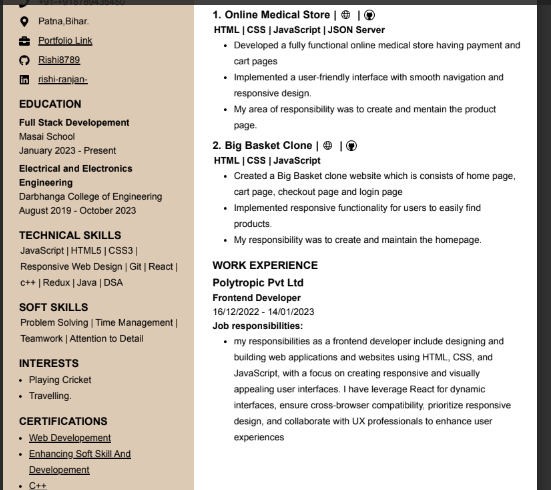 Patna,Bihar.
Portfolio Link
Rishi8789
rishi-ranjan-
EDUCATION
Full Stack Developement
Masai School
January 2023 - Present
Electrical and Electronics
Engineering
Darbhanga College of Engineering
August 2019 - October 2023
TECHNICAL SKILLS
JavaScript | HTML5 | CSS3 |
Responsive Web Design | Git | React |
c++ | Redux | Java | DSA
SOFT SKILLS
Problem Solving | Time Management |
Teamwork | Attention to Detail
INTERESTS
• Playing Cricket
• Travelling.
CERTIFICATIONS
• Web Developement
• Enhancing Soft Skill And
Developement
• C++
1. Online Medical Store | |
HTML | CSS | JavaScript | JSON Server
• Developed a fully functional online medical store having payment and
cart pages
• Implemented a user-friendly interface with smooth navigation and
responsive design.
• My area of responsibility was to create and mentain the product
page.
2. Big Basket Clone | |
HTML | CSS | JavaScript
• Created a Big Basket clone website which is consists of home page,
cart page, checkout page and login page
• Implemented responsive functionality for users to easily find
products.
• My responsibility was to create and maintain the homepage.
WORK EXPERIENCE
Polytropic Pvt Ltd
Frontend Developer
16/12/2022 - 14/01/2023
Job responsibilities:
• my responsibilities as a frontend developer include designing and
building web applications and websites using HTML, CSS, and
JavaScript, with a focus on creating responsive and visually
appealing user interfaces. I have leverage React for dynamic
interfaces, ensure cross-browser compatibility, prioritize responsive
design, and collaborate with UX professionals to enhance user
experiences